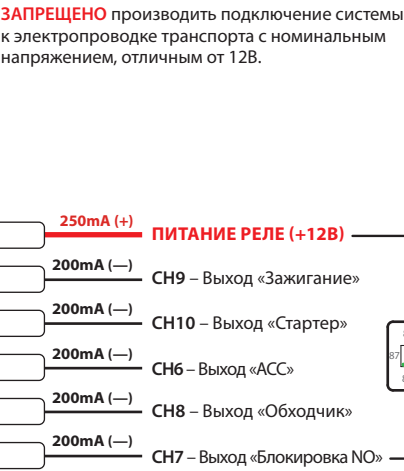 ЗАПРЕЩЕНО производить подключение системы
к электропроводке транспорта с номинальным
напряжением, отличным от 12В.
250mA (+)
ПИТАНИЕ РЕЛЕ (+12В)
200mA (—)
CH9 – Выход «Зажигание»
200mA (—)
CH10 – Выход «Стартер»
200mA (—)
CH6 – Выход «ACC»
87
200mA (—)
CH8 – Выход «Обходчик»
200mA (—)
CH7 – Выход «Блокировка NO»